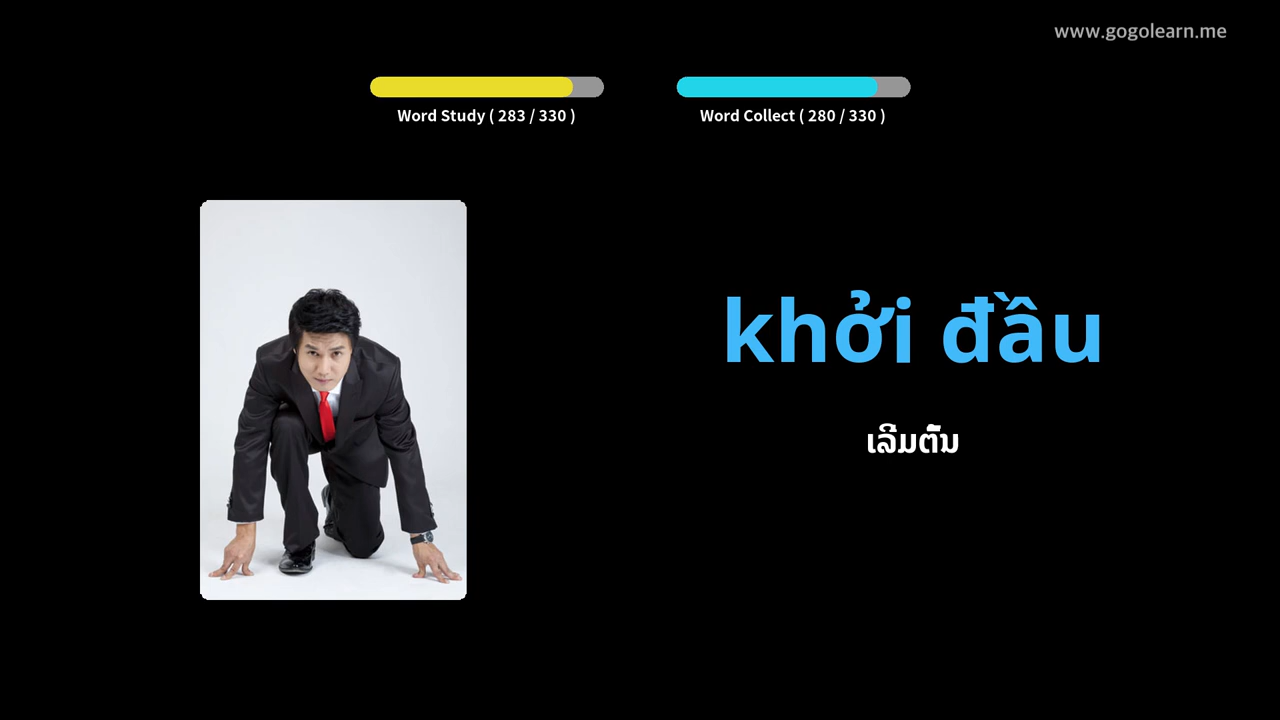 www.gogolearn.me
Word Study ( 283 / 330 )
Word Collect ( 280 / 330 )
khởi đầu
ເລີ່ມຕົ້ນ